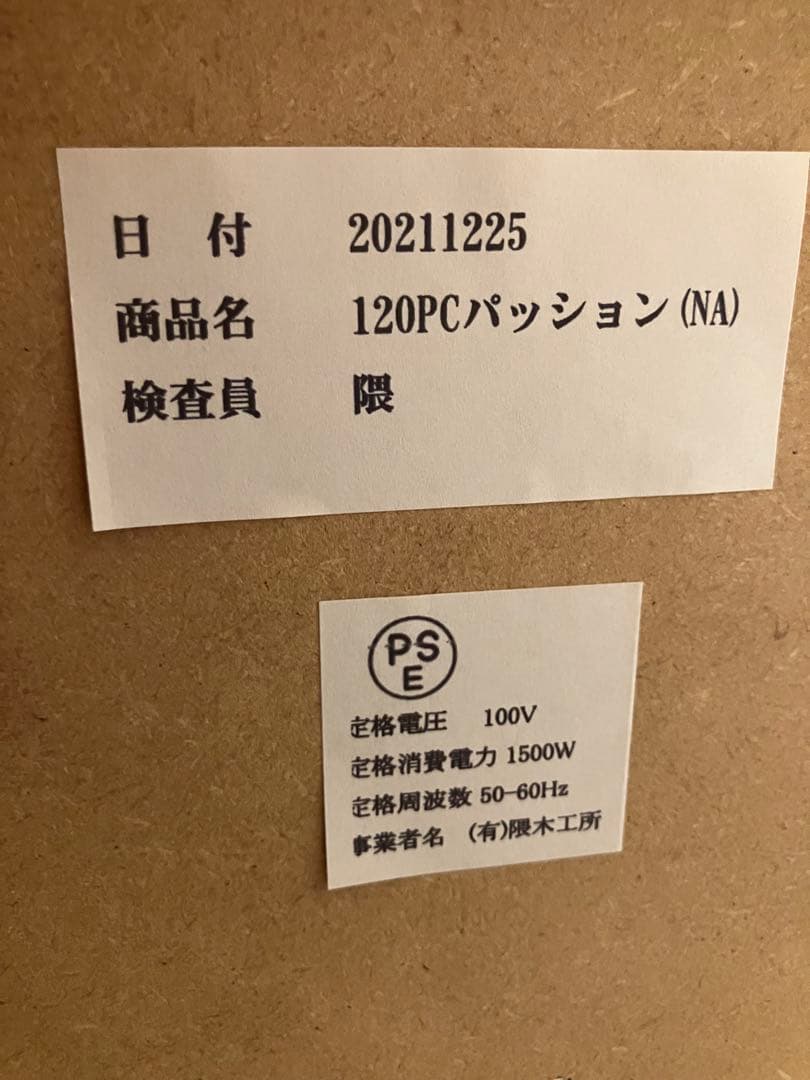 日　付　20211225
商品名　120PCパッション(NA)
検査員　隈
PSE
定格電圧　100V
定格消費電力 1500W
定格周波数 50-60Hz
事業者名　(有)隈木工所